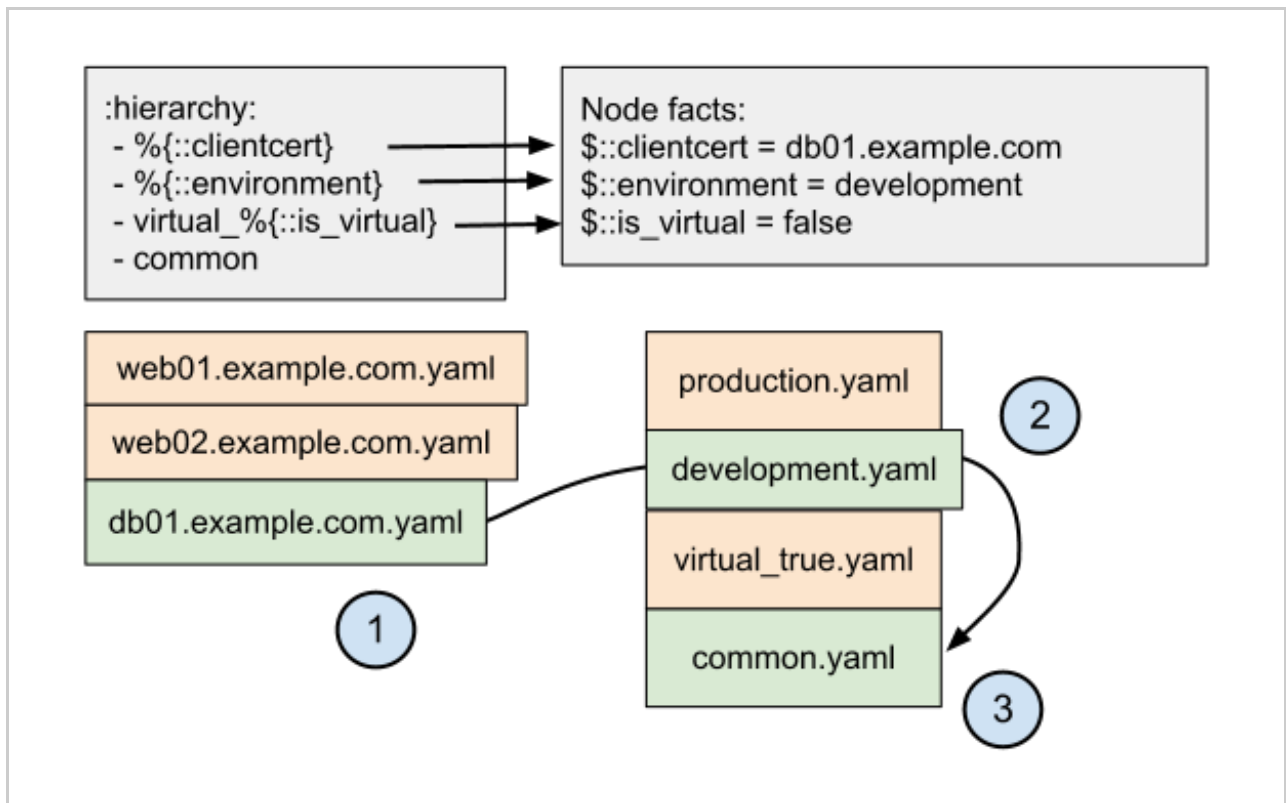 :hierarchy:
- %{::clientcert}
- %{::environment}
- virtual_%{::is_virtual}
- common
Node facts:
$::clientcert = db01.example.com
$::environment = development
$::is_virtual = false
web01.example.com.yaml
web02.example.com.yaml
db01.example.com.yaml
1
production.yaml
development.yaml
virtual_true.yaml
common.yaml
2
3